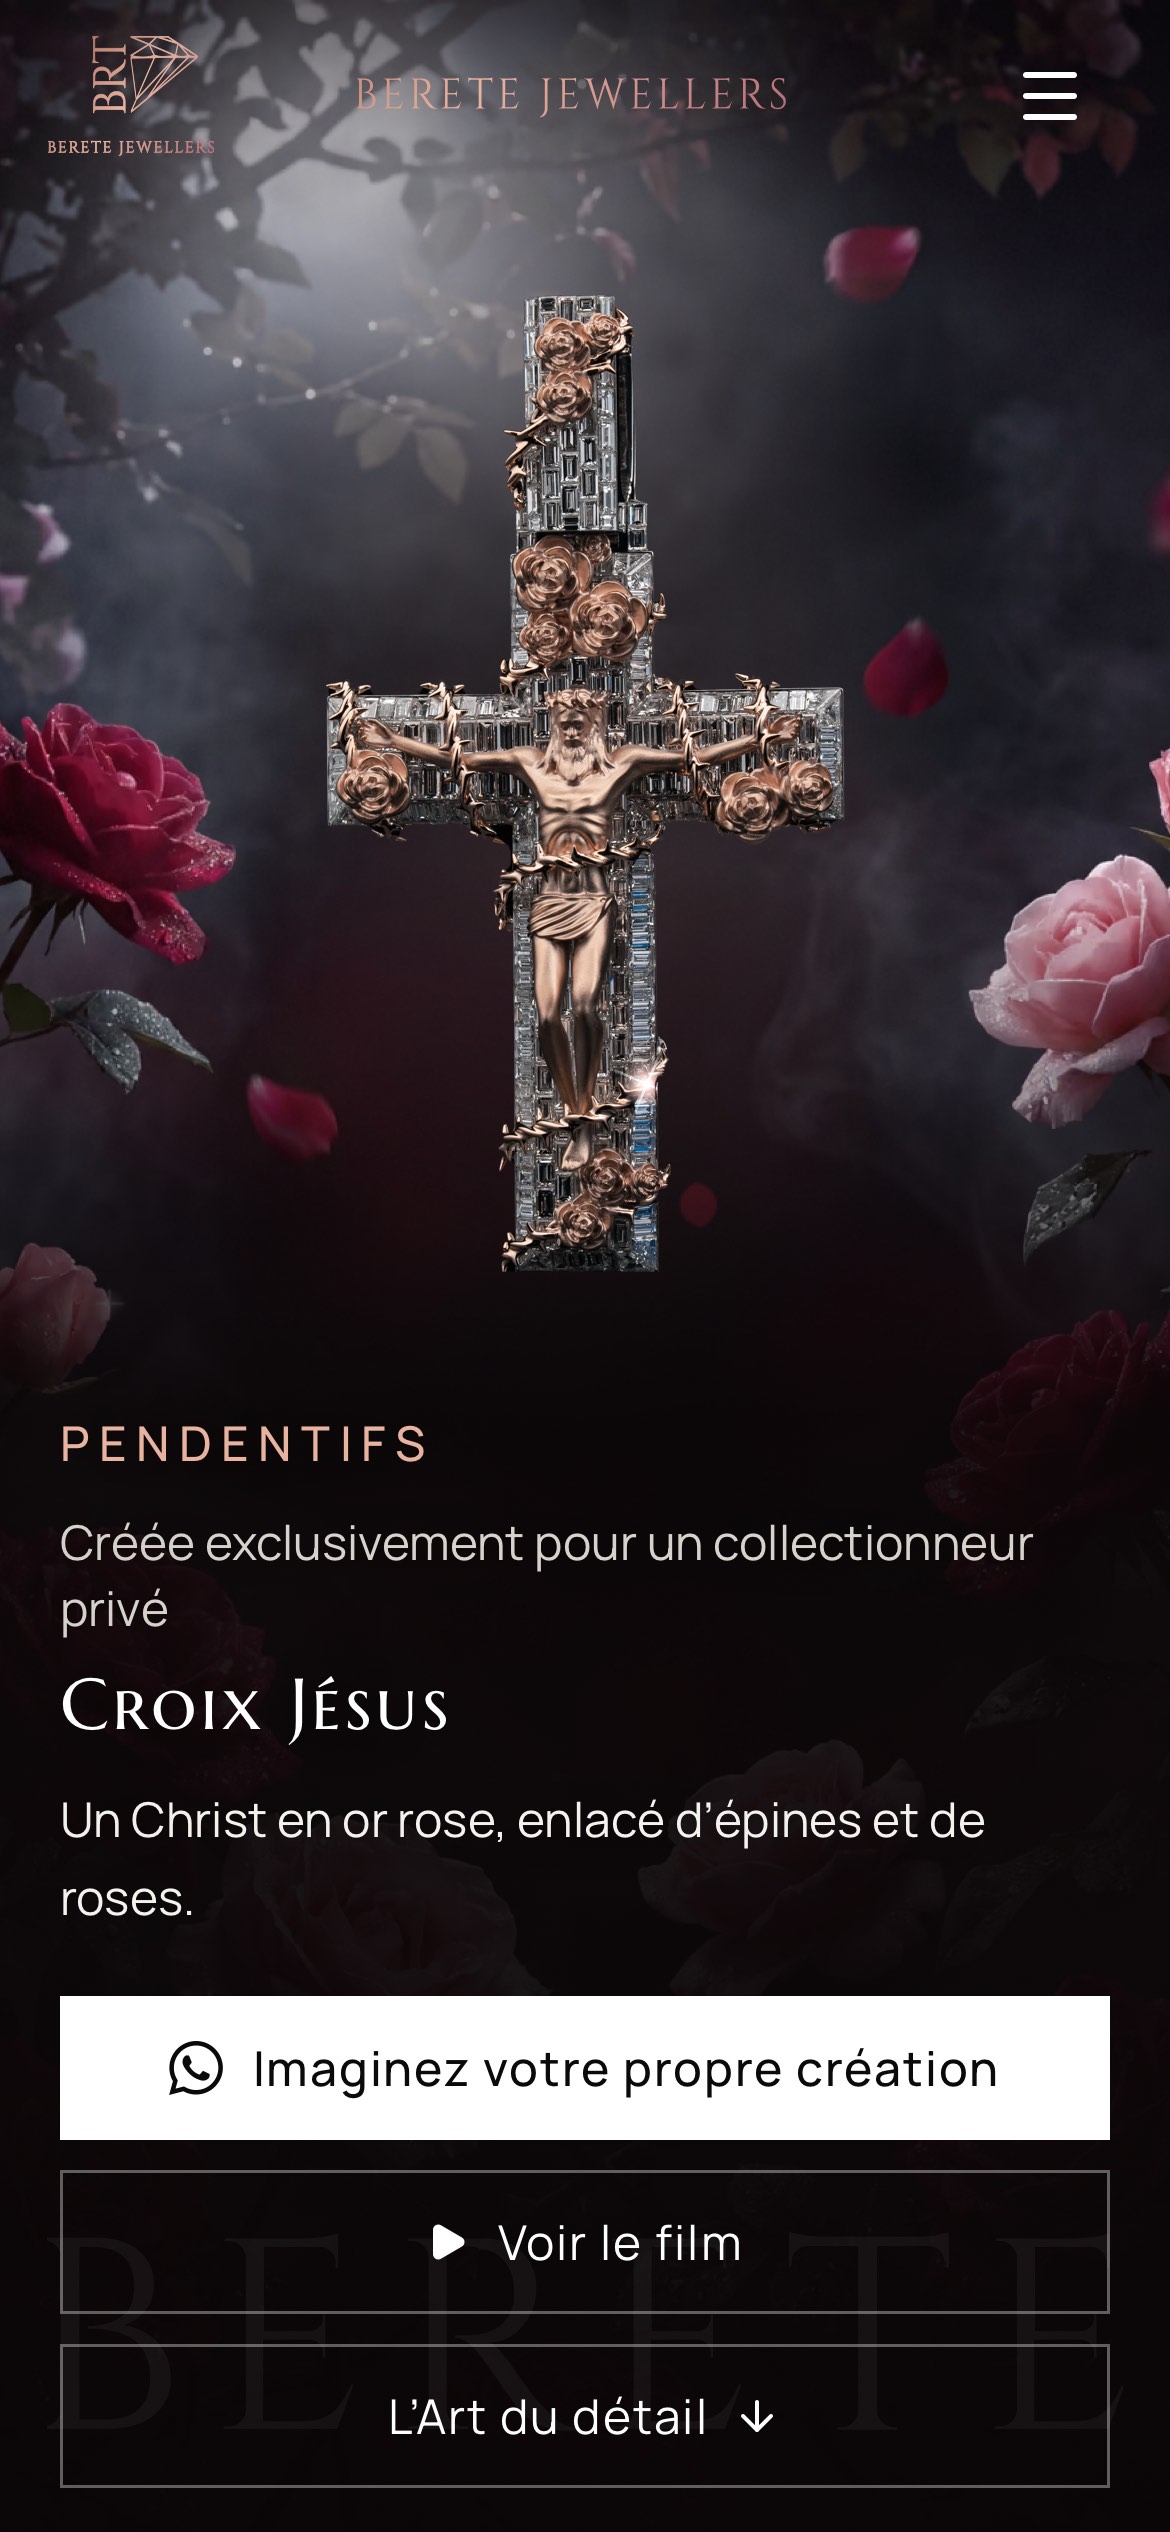 BRT
BERETE JEWELLERS
BERETE JEWELLERS
PENDENTIFS
Créée exclusivement pour un collectionneur
privé
Croix Jésus
Un Christ en or rose, enlacé d’épines et de
roses.
Imaginez votre propre création
Voir le film
L’Art du détail ↓
BERETE